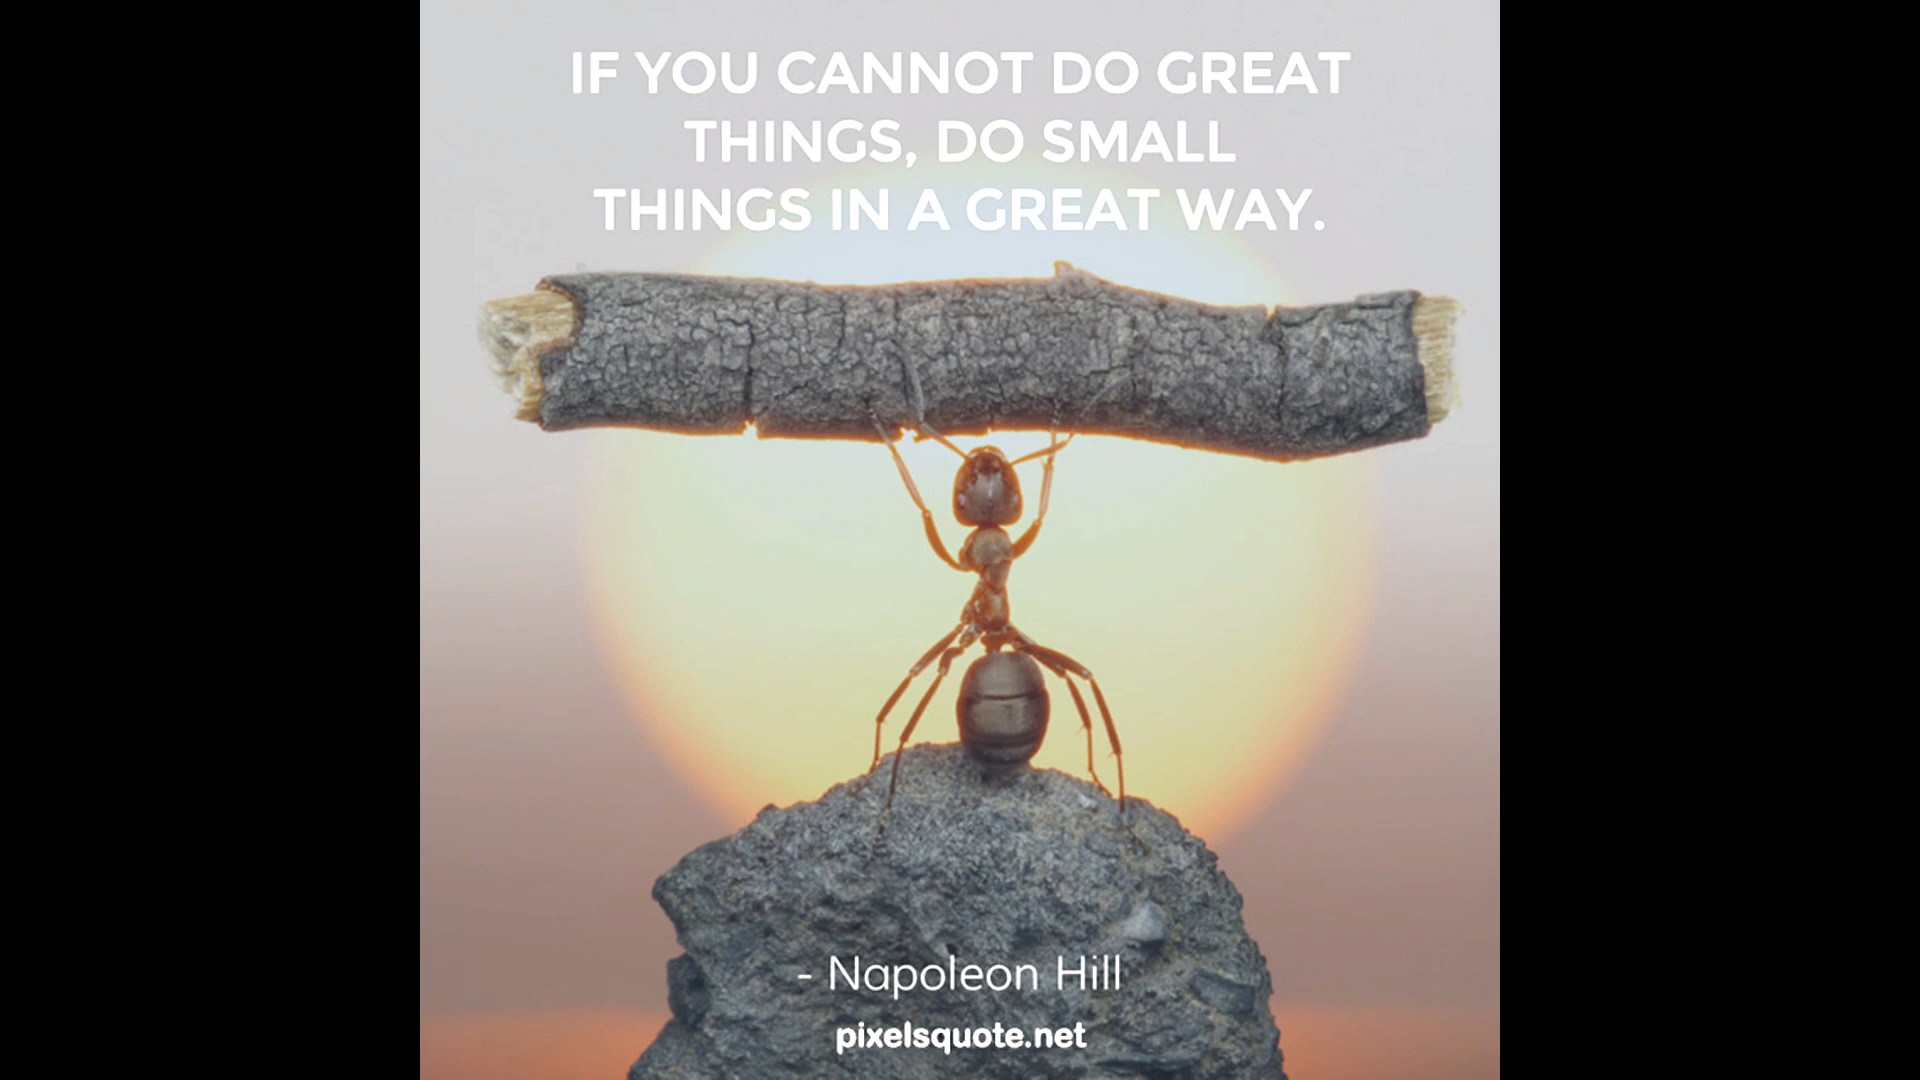 IF YOU CANNOT DO GREAT
THINGS, DO SMALL
THINGS IN A GREAT WAY.
- Napoleon Hill
pixelsquote.net